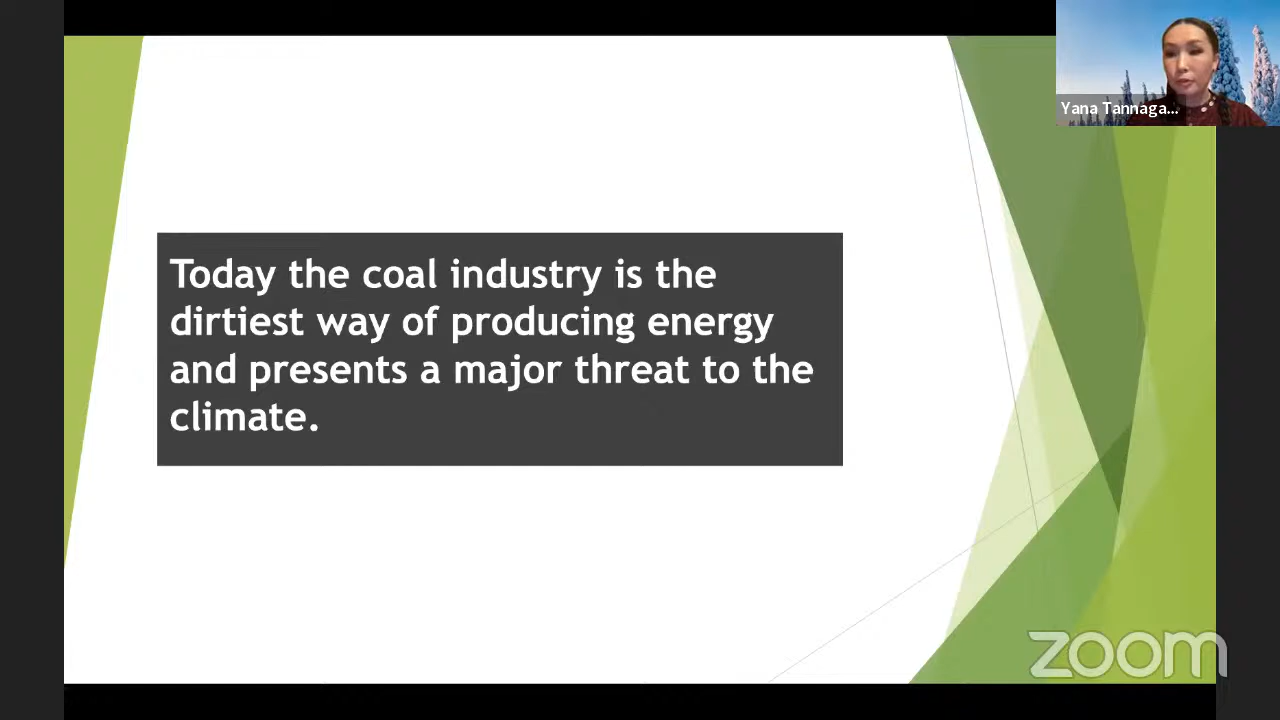 Yana Tannaga...
Today the coal industry is the
dirtiest way of producing energy
and presents a major threat to the
climate.
zoom